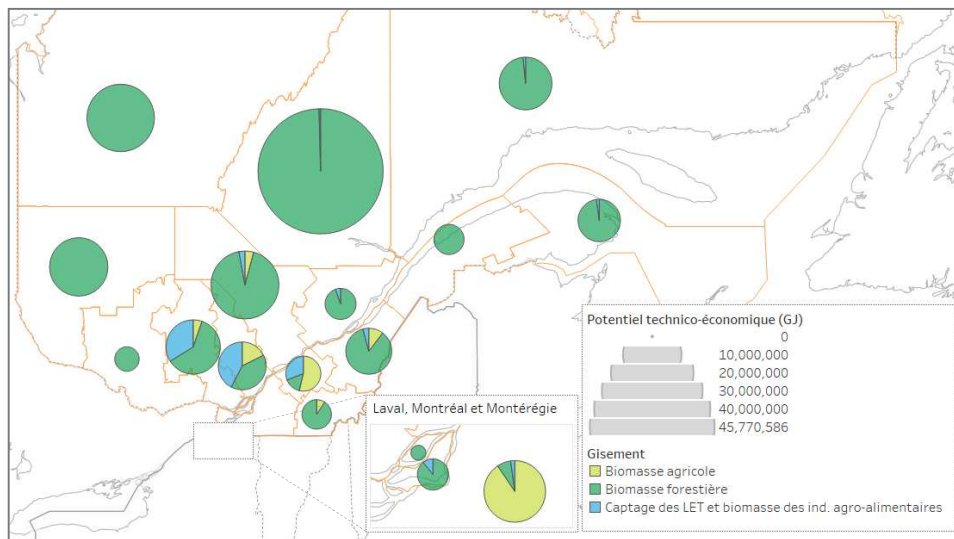 Potentiel technico-économique (GJ)
0
10,000,000
20,000,000
30,000,000
40,000,000
45,770,586
Laval, Montréal et Montérégie
Gisement
Biomasse agricole
Biomasse forestière
Captage des LET et biomasse des ind. agro-alimentaires